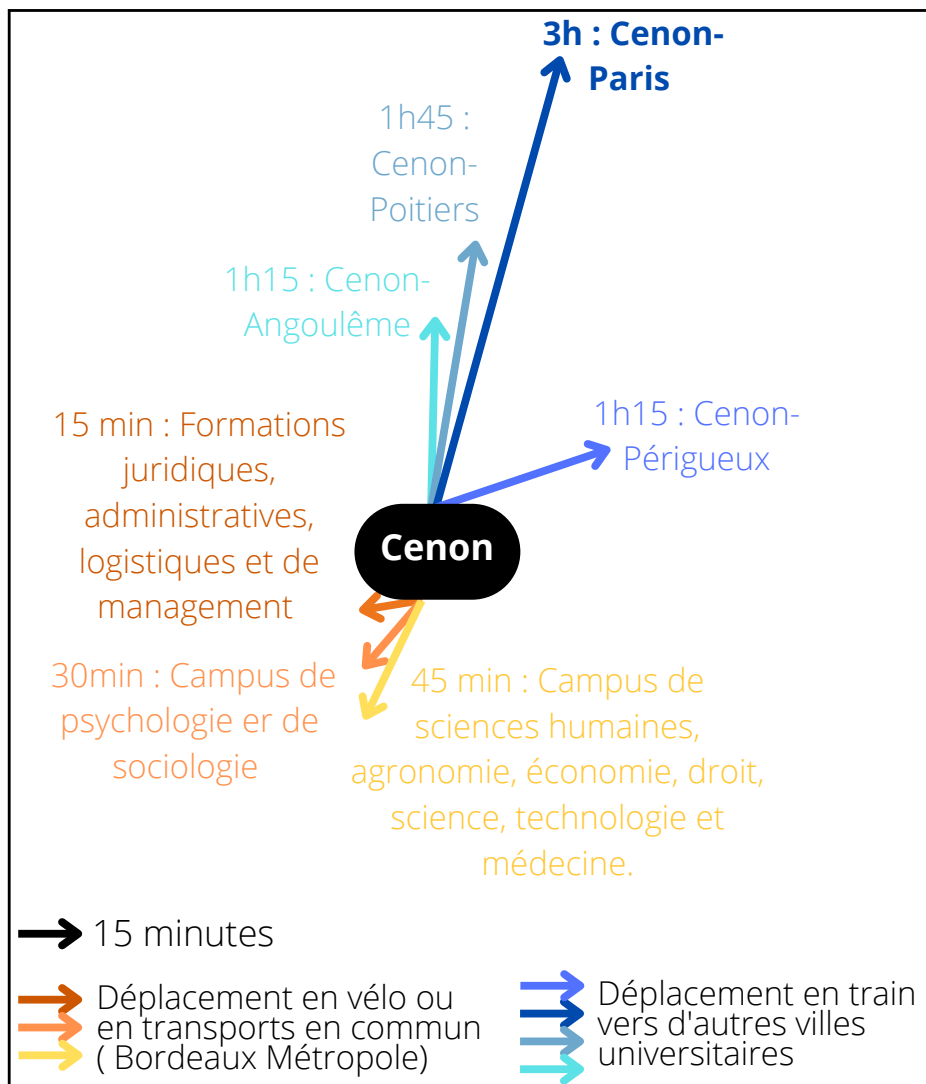 3h : Cenon-
Paris
1h45 :
Cenon-
Poitiers
1h15 : Cenon-
Angoulême
1h15 : Cenon-
Périgueux
15 min : Formations
juridiques,
administratives,
logistiques et de
management
Cenon
30min : Campus de
psychologie er de
sociologie
45 min : Campus de
sciences humaines,
agronomie, économie, droit,
science, technologie et
médecine.
15 minutes
Déplacement en vélo ou
en transports en commun
( Bordeaux Métropole)
Déplacement en train
vers d'autres villes
universitaires